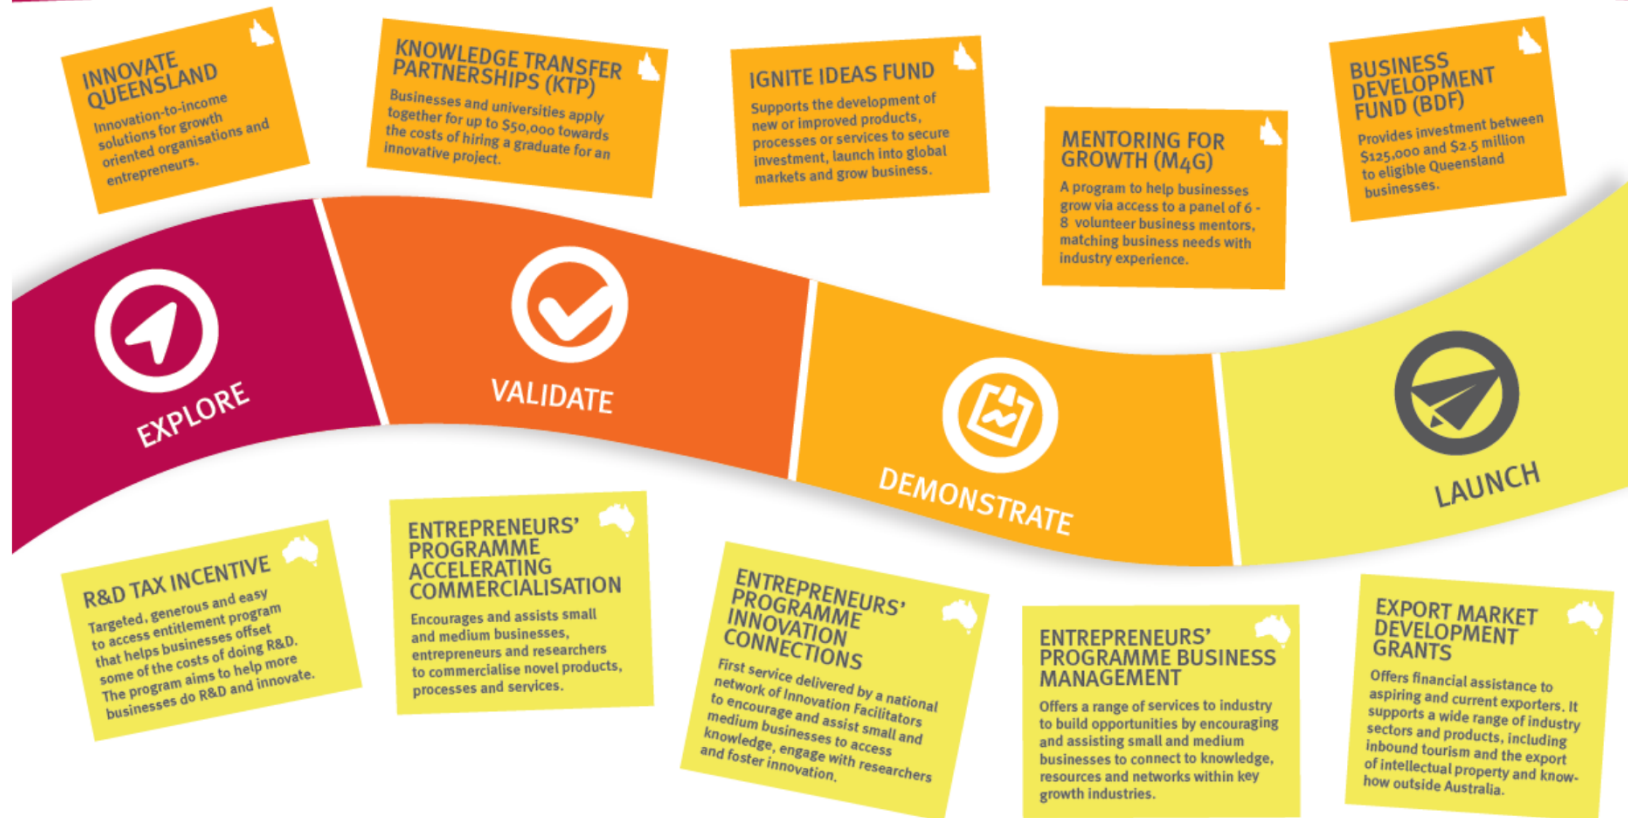 INNOVATE
QUEENSLAND
Innovation-to-income
solutions for growth
oriented organisations and
entrepreneurs.
KNOWLEDGE TRANSFER
PARTNERSHIPS (KTP)
Businesses and universities apply
together for up to $50,000 towards
the costs of hiring a graduate for an
innovative project.
IGNITE IDEAS FUND
Supports the development of
new or improved products,
processes or services to secure
investment, launch into global
markets and grow business.
MENTORING FOR
GROWTH (M4G)
A program to help businesses
grow via access to a panel of 6 -
8 volunteer business mentors,
matching business needs with
industry experience.
BUSINESS
DEVELOPMENT
FUND (BDF)
Provides investment between
$125,000 and $2.5 million
to eligible Queensland
businesses.
EXPLORE
VALIDATE
DEMONSTRATE
LAUNCH
R&D TAX INCENTIVE
Targeted, generous and easy
to access entitlement program
that helps businesses offset
some of the costs of doing R&D.
The program aims to help more
businesses do R&D and innovate.
ENTREPRENEURS'
PROGRAMME
ACCELERATING
COMMERCIALISATION
Encourages and assists small
and medium businesses,
entrepreneurs and researchers
to commercialise novel products,
processes and services.
ENTREPRENEURS'
PROGRAMME
INNOVATION
CONNECTIONS
First service delivered by a national
network of Innovation Facilitators
to encourage and assist small and
medium businesses to access
knowledge, engage with researchers
and foster innovation.
ENTREPRENEURS'
PROGRAMME BUSINESS
MANAGEMENT
Offers a range of services to industry
to build opportunities by encouraging
and assisting small and medium
businesses to connect to knowledge,
resources and networks within key
growth industries.
EXPORT MARKET
DEVELOPMENT
GRANTS
Offers financial assistance to
aspiring and current exporters. It
supports a wide range of industry
sectors and products, including
inbound tourism and the export
of intellectual property and know-
how outside Australia.